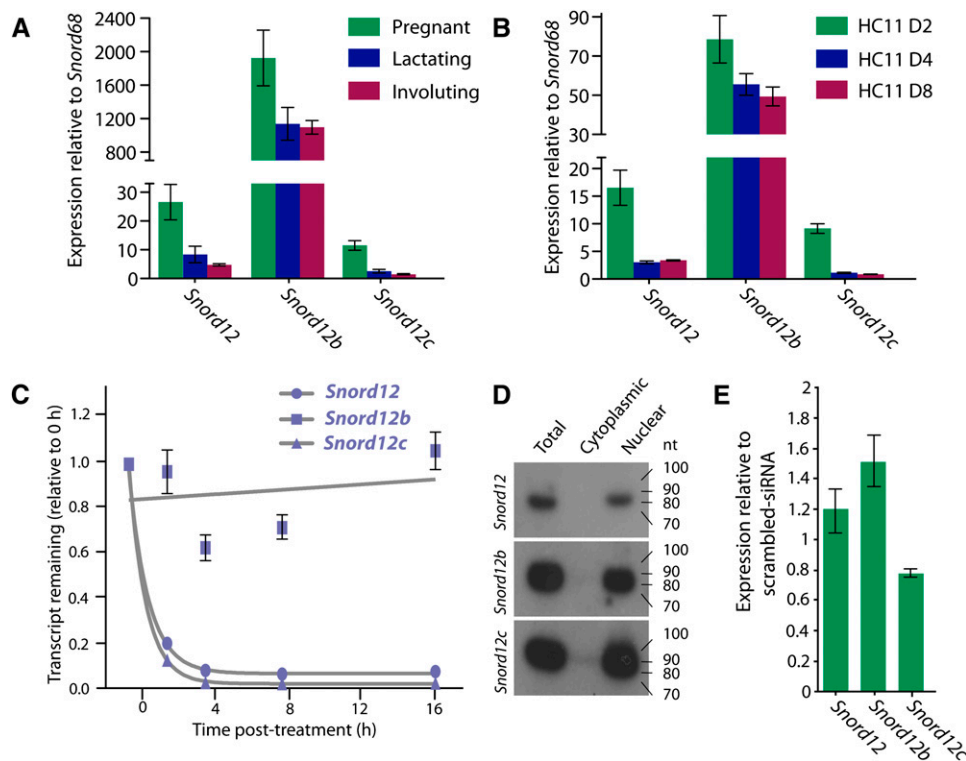 A
Expression relative to Snord68
2400
2200
1800
1400
1000
800
30
20
10
0
Pregnant
Lactating
Involuting
Snord12
Snord12b
Snord12c
B
Expression relative to Snord68
90
70
50
30
20
15
10
5
0
HC11 D2
HC11 D4
HC11 D8
Snord12
Snord12b
Snord12c
C
Transcript remaining (relative to 0 h)
1.2
1.0
0.8
0.6
0.4
0.2
0.0
Snord12
Snord12b
Snord12c
0 4 8 12 16
Time post-treatment (h)
D
Total
Cytoplasmic
Nuclear
nt
Snord12
100
90
80
70
Snord12b
100
90
80
70
Snord12c
100
90
80
70
E
Expression relative to
scrambled-siRNA
2
1.8
1.6
1.4
1.2
1
0.8
0.6
0.4
0.2
0
Snord12
Snord12b
Snord12c